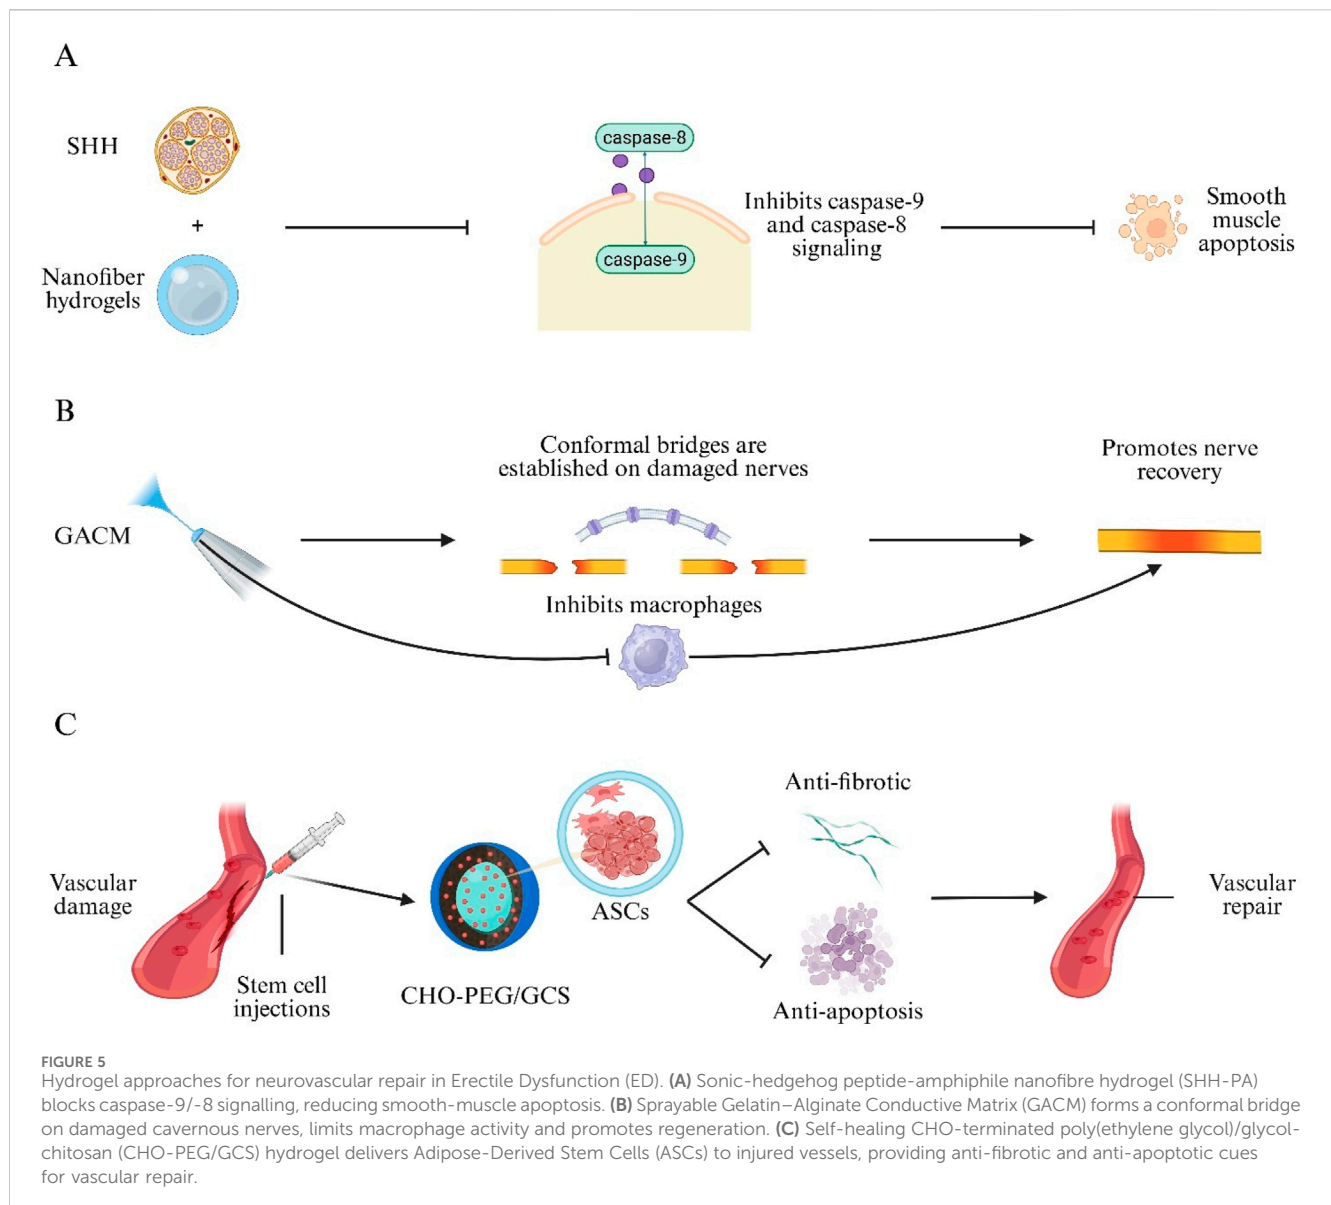 A
SHH
+
Nanofiber
hydrogels
caspase-8
caspase-9
Inhibits caspase-9
and caspase-8
signaling
Smooth
muscle
apoptosis
B
GACM
Conformal bridges are
established on damaged nerves
Inhibits macrophages
Promotes nerve
recovery
C
Vascular
damage
Stem cell
injections
CHO-PEG/GCS
ASCs
Anti-fibrotic
Anti-apoptosis
Vascular
repair
FIGURE 5
Hydrogel approaches for neurovascular repair in Erectile Dysfunction (ED). (A) Sonic-hedgehog peptide-amphiphile nanofibre hydrogel (SHH-PA)
blocks caspase-9/-8 signalling, reducing smooth-muscle apoptosis. (B) Sprayable Gelatin–Alginate Conductive Matrix (GACM) forms a conformal bridge
on damaged cavernous nerves, limits macrophage activity and promotes regeneration. (C) Self-healing CHO-terminated poly(ethylene glycol)/glycol-
chitosan (CHO-PEG/GCS) hydrogel delivers Adipose-Derived Stem Cells (ASCs) to injured vessels, providing anti-fibrotic and anti-apoptotic cues
for vascular repair.